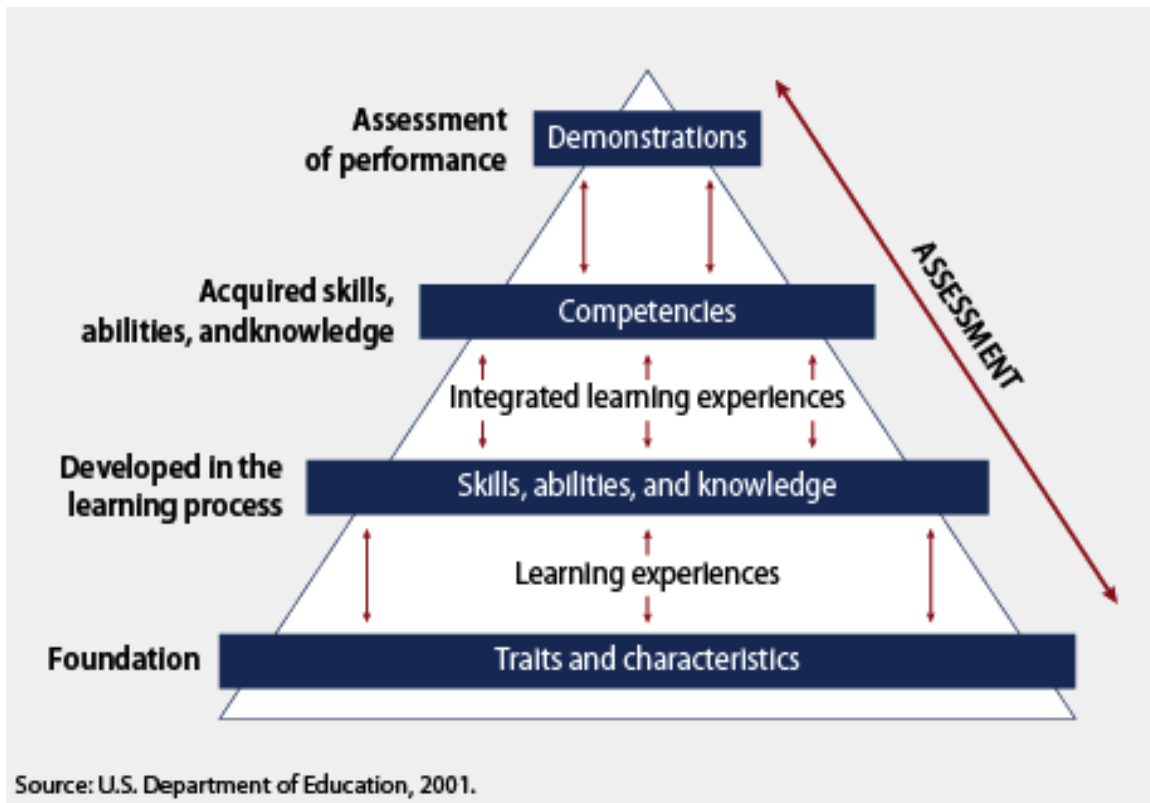 Assessment
of performance
Demonstrations
ASSESSMENT
Acquired skills,
abilities, andknowledge
Competencies
Integrated learning experiences
Developed in the
learning process
Skills, abilities, and knowledge
Learning experiences
Foundation
Traits and characteristics
Source: U.S. Department of Education, 2001.